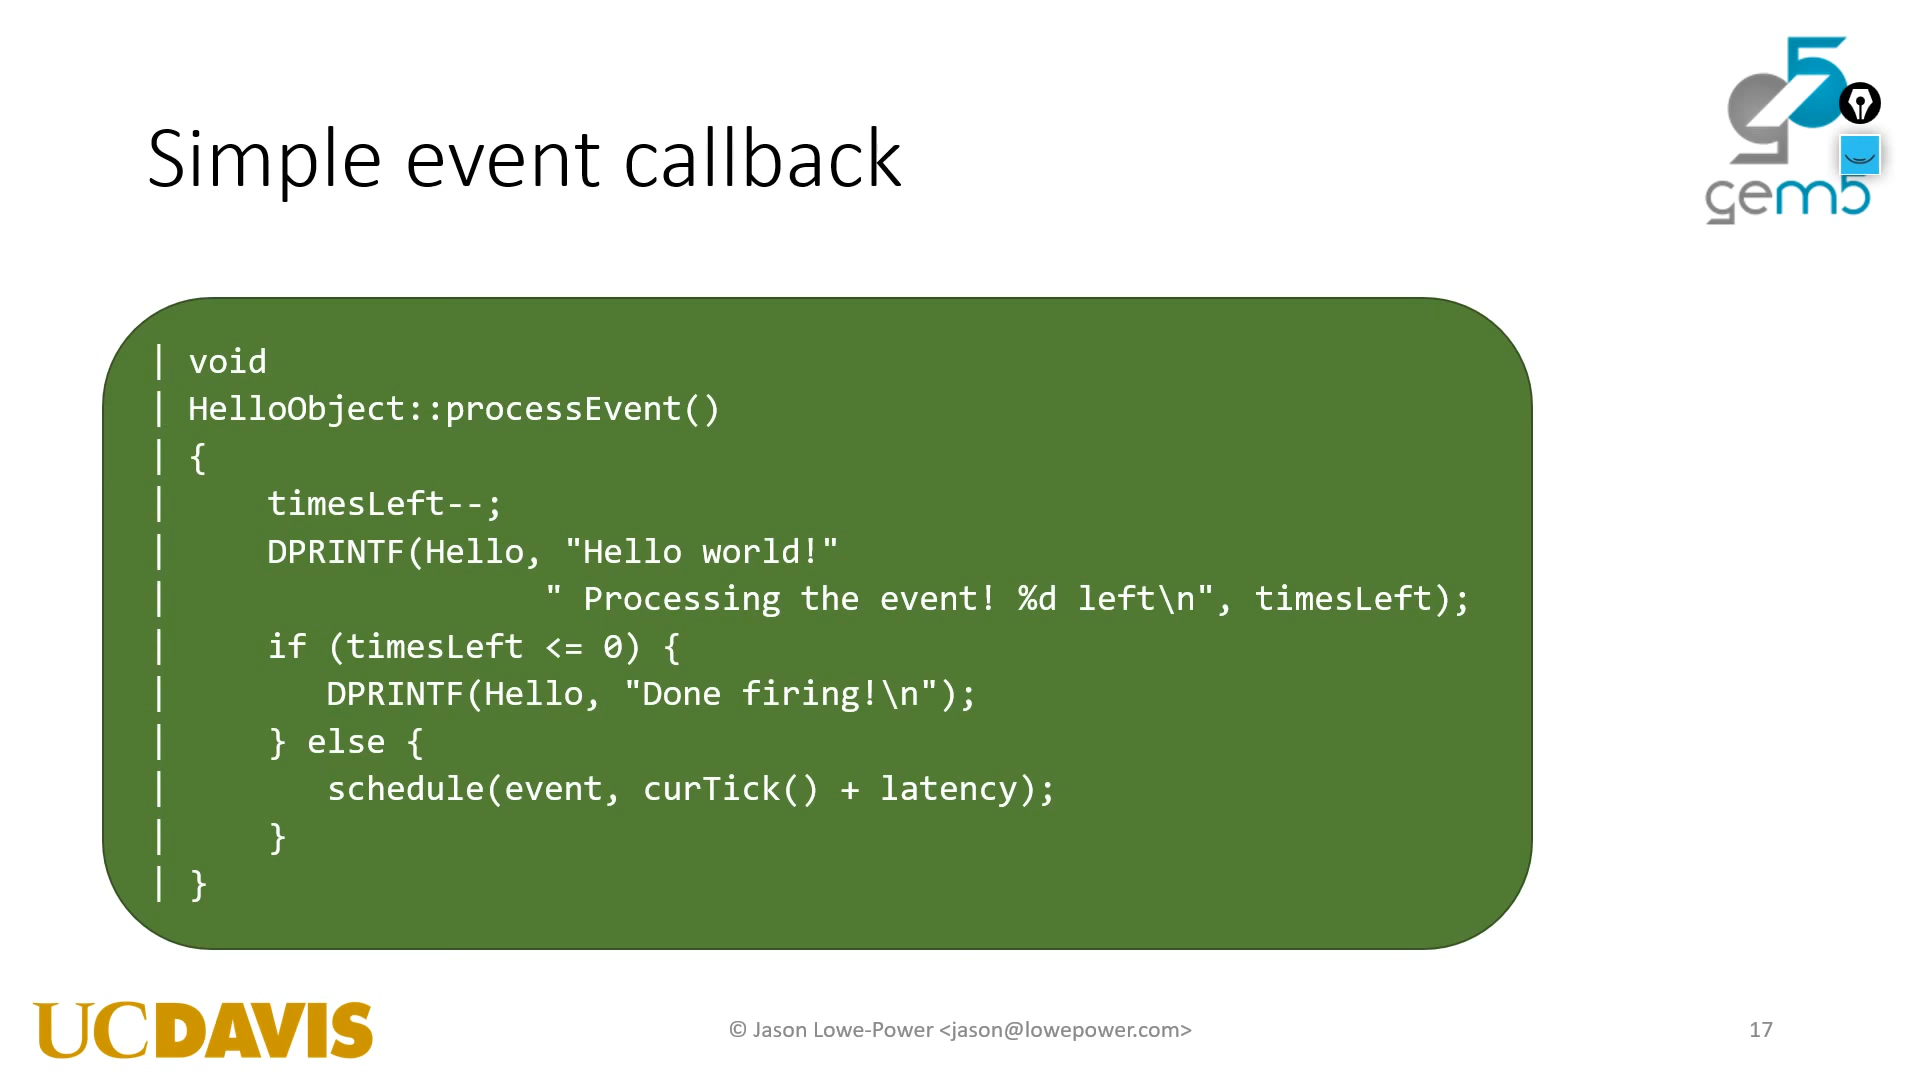 Simple event callback
gem5
| void
| HelloObject::processEvent()
| {
|     timesLeft--;
|     DPRINTF(Hello, "Hello world!"
|                   " Processing the event! %d left\n", timesLeft);
|     if (timesLeft <= 0) {
|        DPRINTF(Hello, "Done firing!\n");
|     } else {
|        schedule(event, curTick() + latency);
|     }
| }
UCDAVIS
© Jason Lowe-Power <jason@lowepower.com>
17